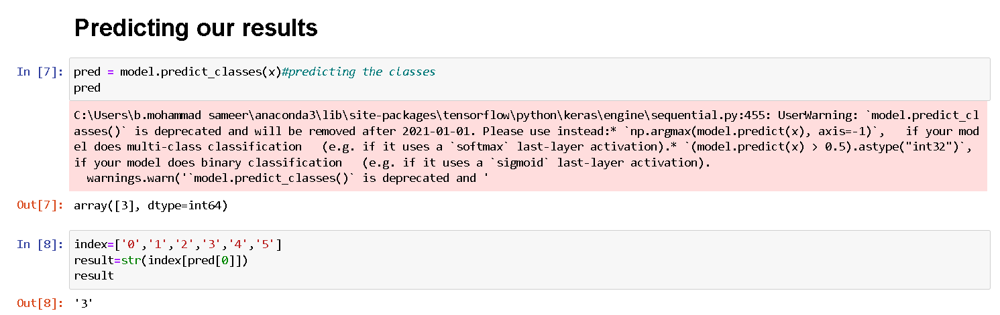 Predicting our results
In [7]: pred = model.predict_classes(x)#predicting the classes
pred
C:\Users\b.mohammad sameer\anaconda3\lib\site-packages\tensorflow\python\keras\engine\sequential.py:455: UserWarning: `model.predict_cl
asses()` is deprecated and will be removed after 2021-01-01. Please use instead:* `np.argmax(model.predict(x), axis=-1)`,   if your mod
el does multi-class classification   (e.g. if it uses a `softmax` last-layer activation).* `(model.predict(x) > 0.5).astype("int32")`,
if your model does binary classification   (e.g. if it uses a `sigmoid` last-layer activation).
  warnings.warn('`model.predict_classes()` is deprecated and '
Out[7]: array([3], dtype=int64)
In [8]: index=['0','1','2','3','4','5']
result=str(index[pred[0]])
result
Out[8]: '3'